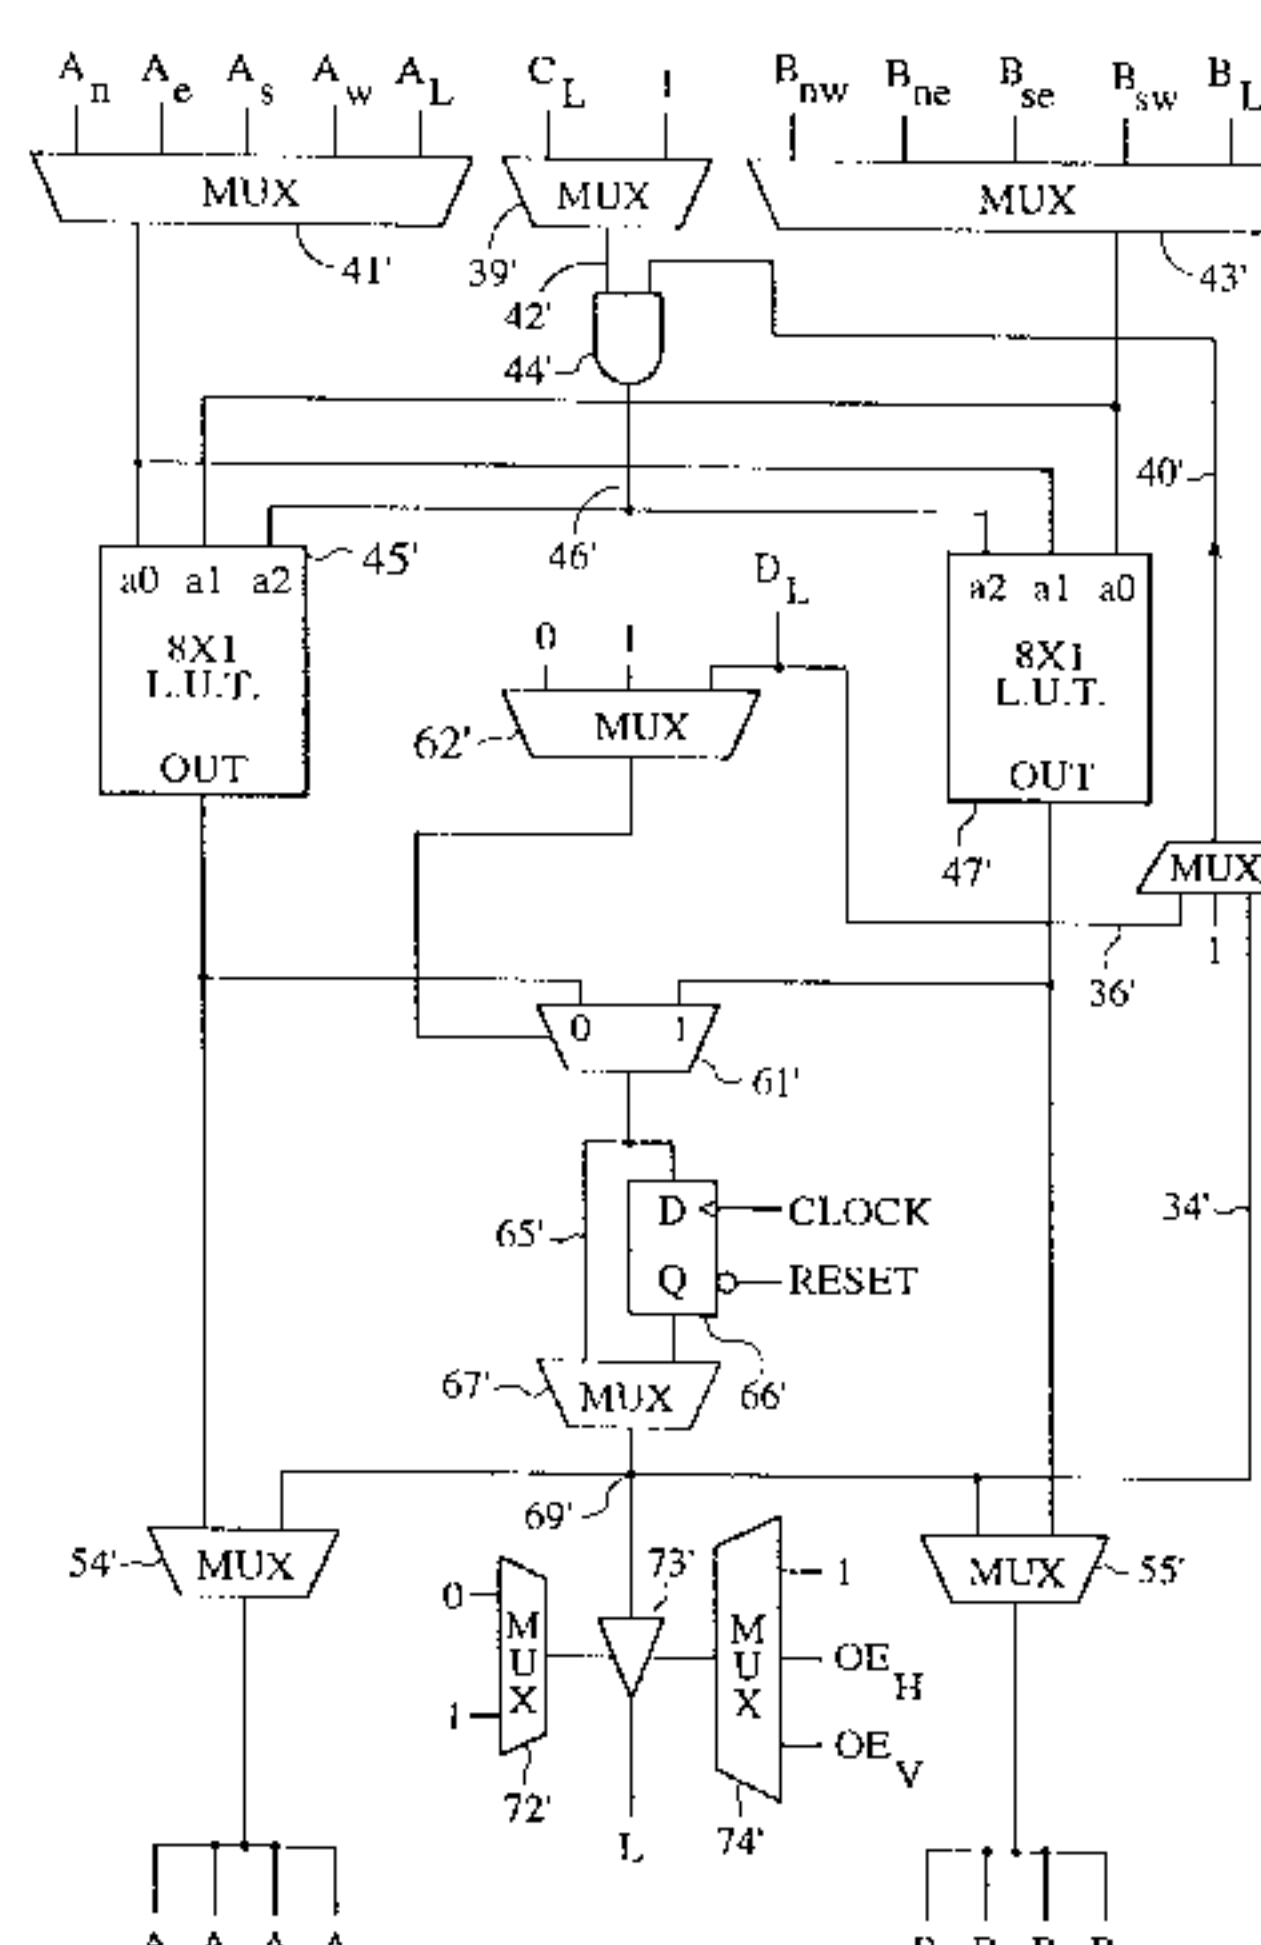 An Ae As Aw AL CL 1 Bnw Bne Bse Bsw BL
MUX MUX MUX
41' 39' 43'
42'
44'
40'
46'
45'
a0 a1 a2 a2 a1 a0
DL
8X1 8X1
L.U.T. L.U.T.
0 1
62' MUX
OUT OUT
47' MUX
36' 1
0 1
61'
D CLOCK
65' 34'
Q RESET
67' MUX 66'
69'
54' MUX 73' MUX 55'
0 MUX 1
MUX OEH
1 OEV
72' 74'
L
A A A A B B B B